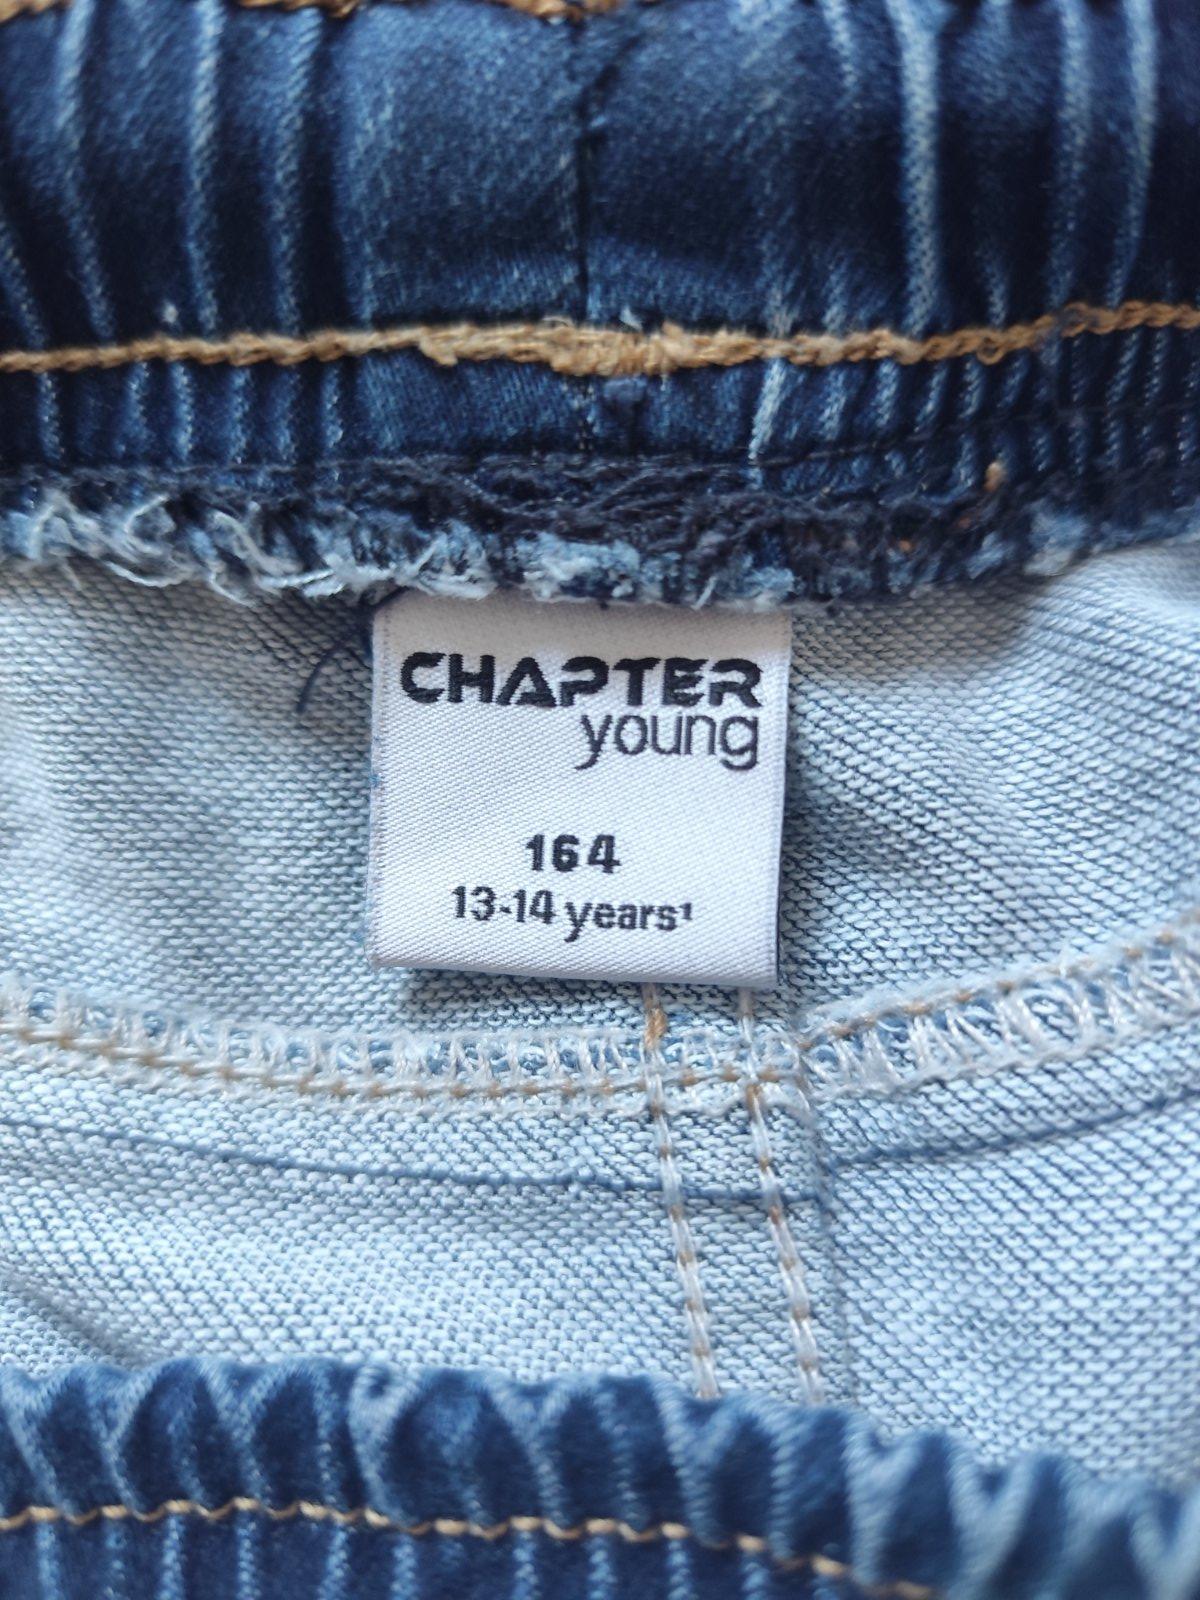 CHAPTER
young
164
13-14 years¹